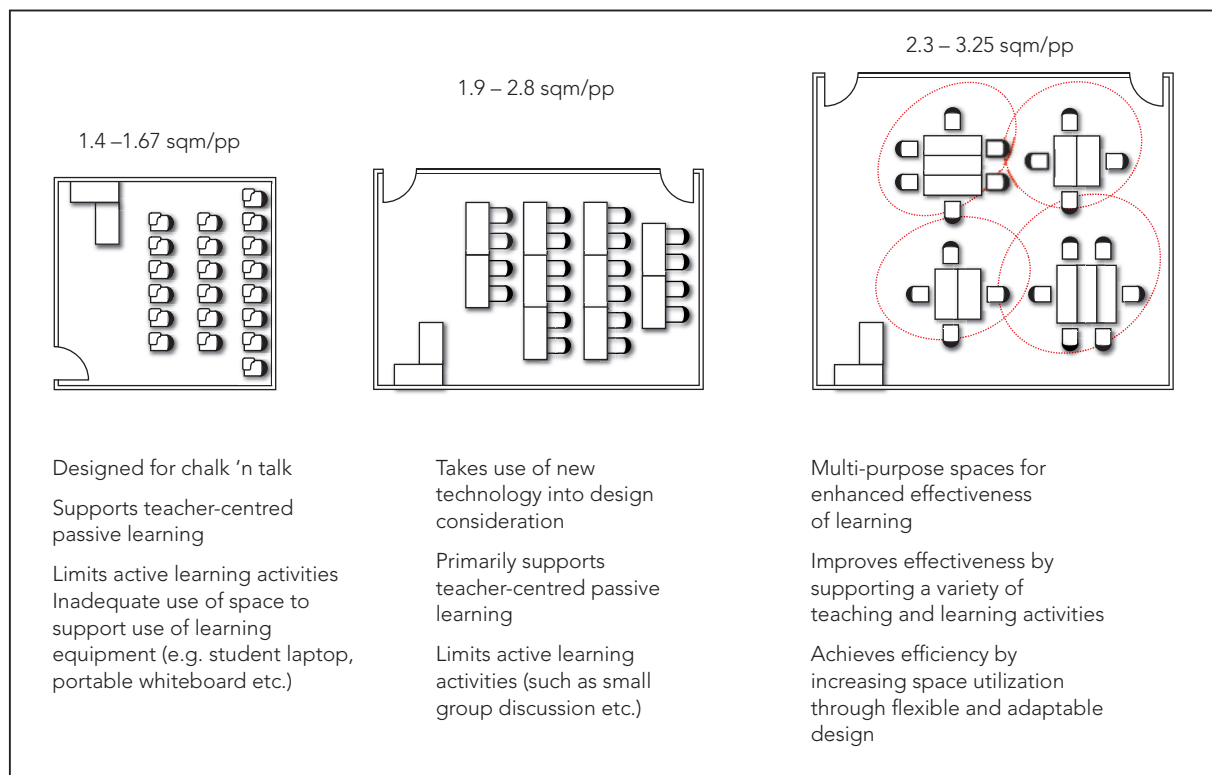 1.4 –1.67 sqm/pp
Designed for chalk ’n talk
Supports teacher-centred
passive learning
Limits active learning activities
Inadequate use of space to
support use of learning
equipment (e.g. student laptop,
portable whiteboard etc.)
1.9 – 2.8 sqm/pp
Takes use of new
technology into design
consideration
Primarily supports
teacher-centred passive
learning
Limits active learning
activities (such as small
group discussion etc.)
2.3 – 3.25 sqm/pp
Multi-purpose spaces for
enhanced effectiveness
of learning
Improves effectiveness by
supporting a variety of
teaching and learning activities
Achieves efficiency by
increasing space utilization
through flexible and adaptable
design